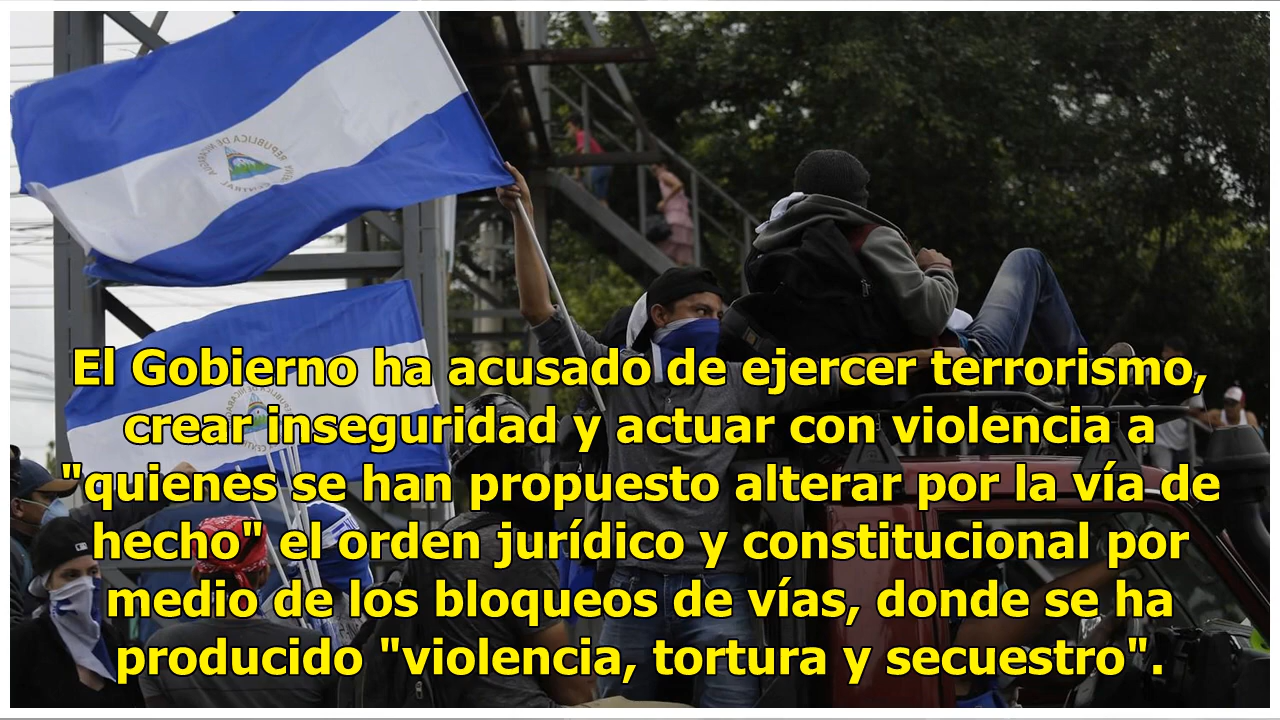 El Gobierno ha acusado de ejercer terrorismo,
crear inseguridad y actuar con violencia a
"quienes se han propuesto alterar por la vía de
hecho" el orden jurídico y constitucional por
medio de los bloqueos de vías, donde se ha
producido "violencia, tortura y secuestro".